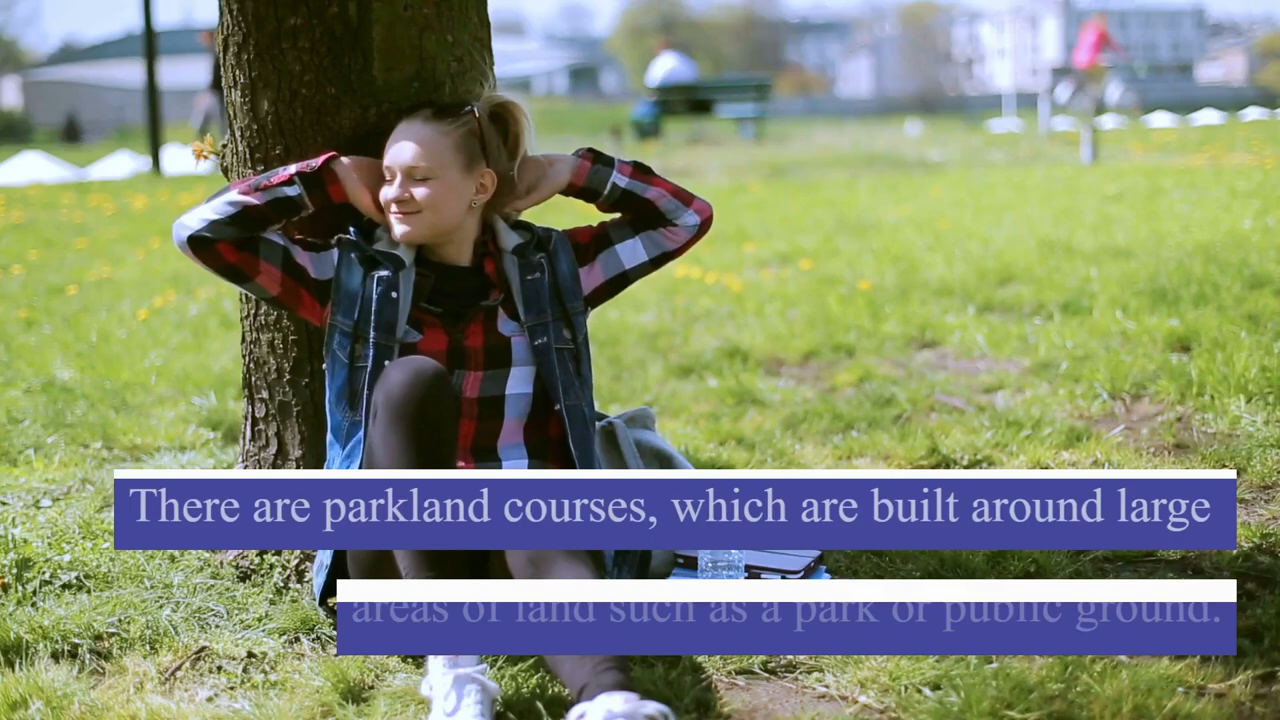 There are parkland courses, which are built around large
areas of land such as a park or public ground.